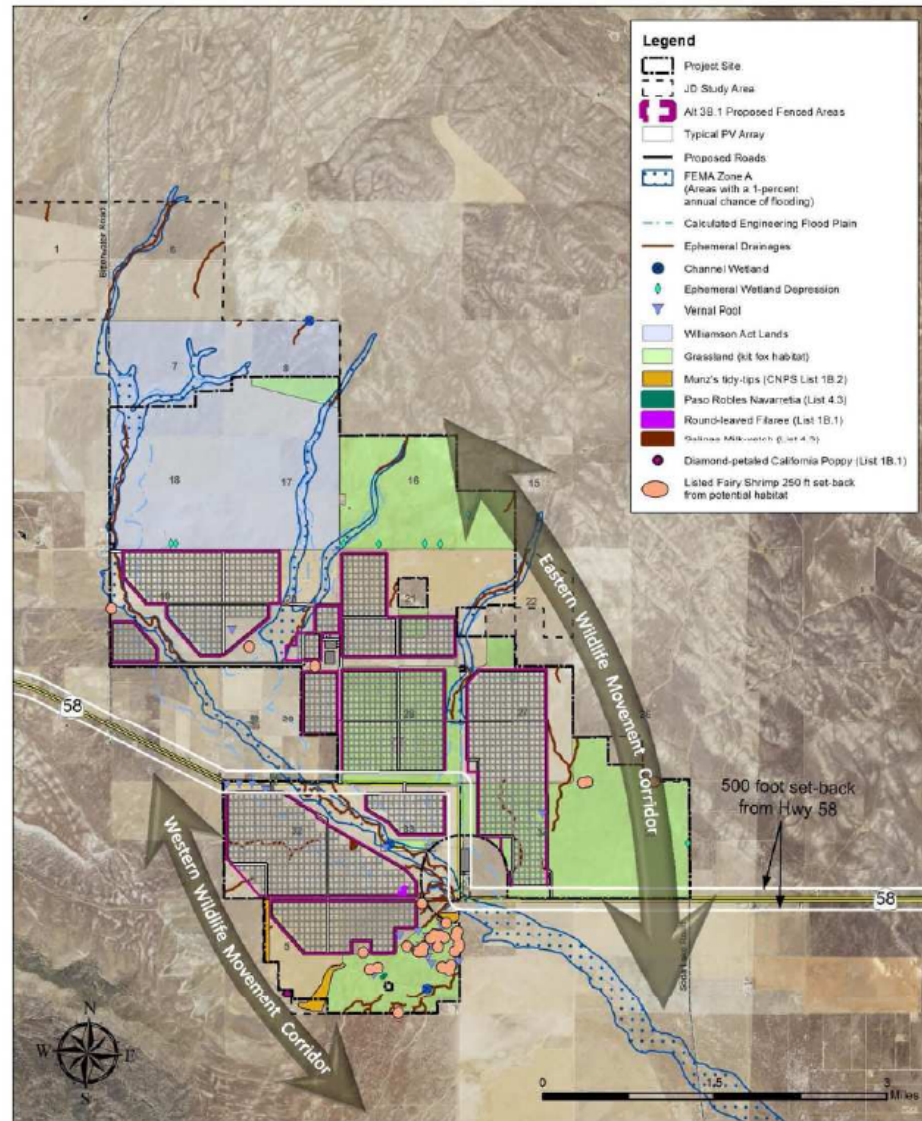 Legend
Project Site
JD Study Area
Alt 3B.1 Proposed Fenced Areas
Typical PV Array
Proposed Roads
FEMA Zone A
(Areas with a 1-percent
annual chance of flooding)
Calculated Engineering Flood Plain
Ephemeral Drainages
Channel Wetland
Ephemeral Wetland Depression
Vernal Pool
Williamson Act Lands
Grassland (kit fox habitat)
Munz's tidy-tips (CNPS List 1B.2)
Paso Robles Navarretia (List 4.3)
Round-leaved Filaree (List 1B.1)
Diamond-petaled California Poppy (List 1B.1)
Listed Fairy Shrimp 250 ft set-back
from potential habitat
Bitterwater Road
1
6
7
8
18
17
16
15
21
22
58
Eastern Wildlife Movement Corridor
500 foot set-back
from Hwy 58
58
Western Wildlife Movement Corridor
5
N
W
E
S
0
1.5
3
Miles